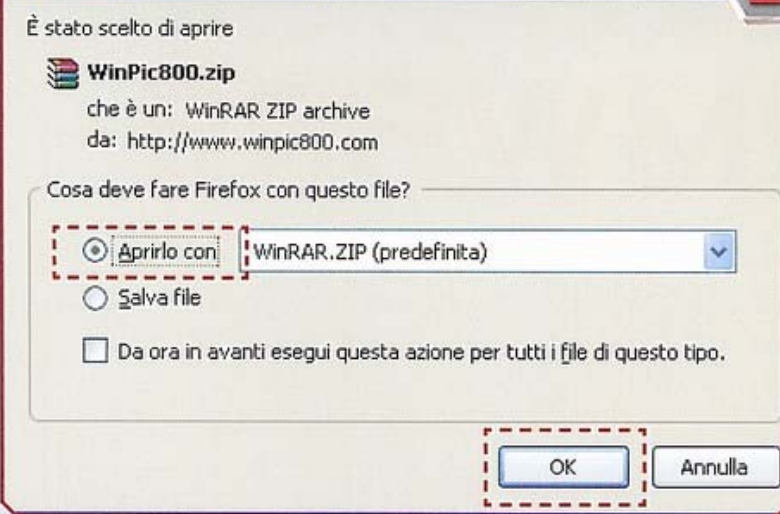 È stato scelto di aprire
WinPic800.zip
che è un: WinRAR ZIP archive
da: http://www.winpic800.com
Cosa deve fare Firefox con questo file?
Aprirlo con WinRAR.ZIP (predefinita)
Salva file
Da ora in avanti esegui questa azione per tutti i file di questo tipo.
OK Annulla